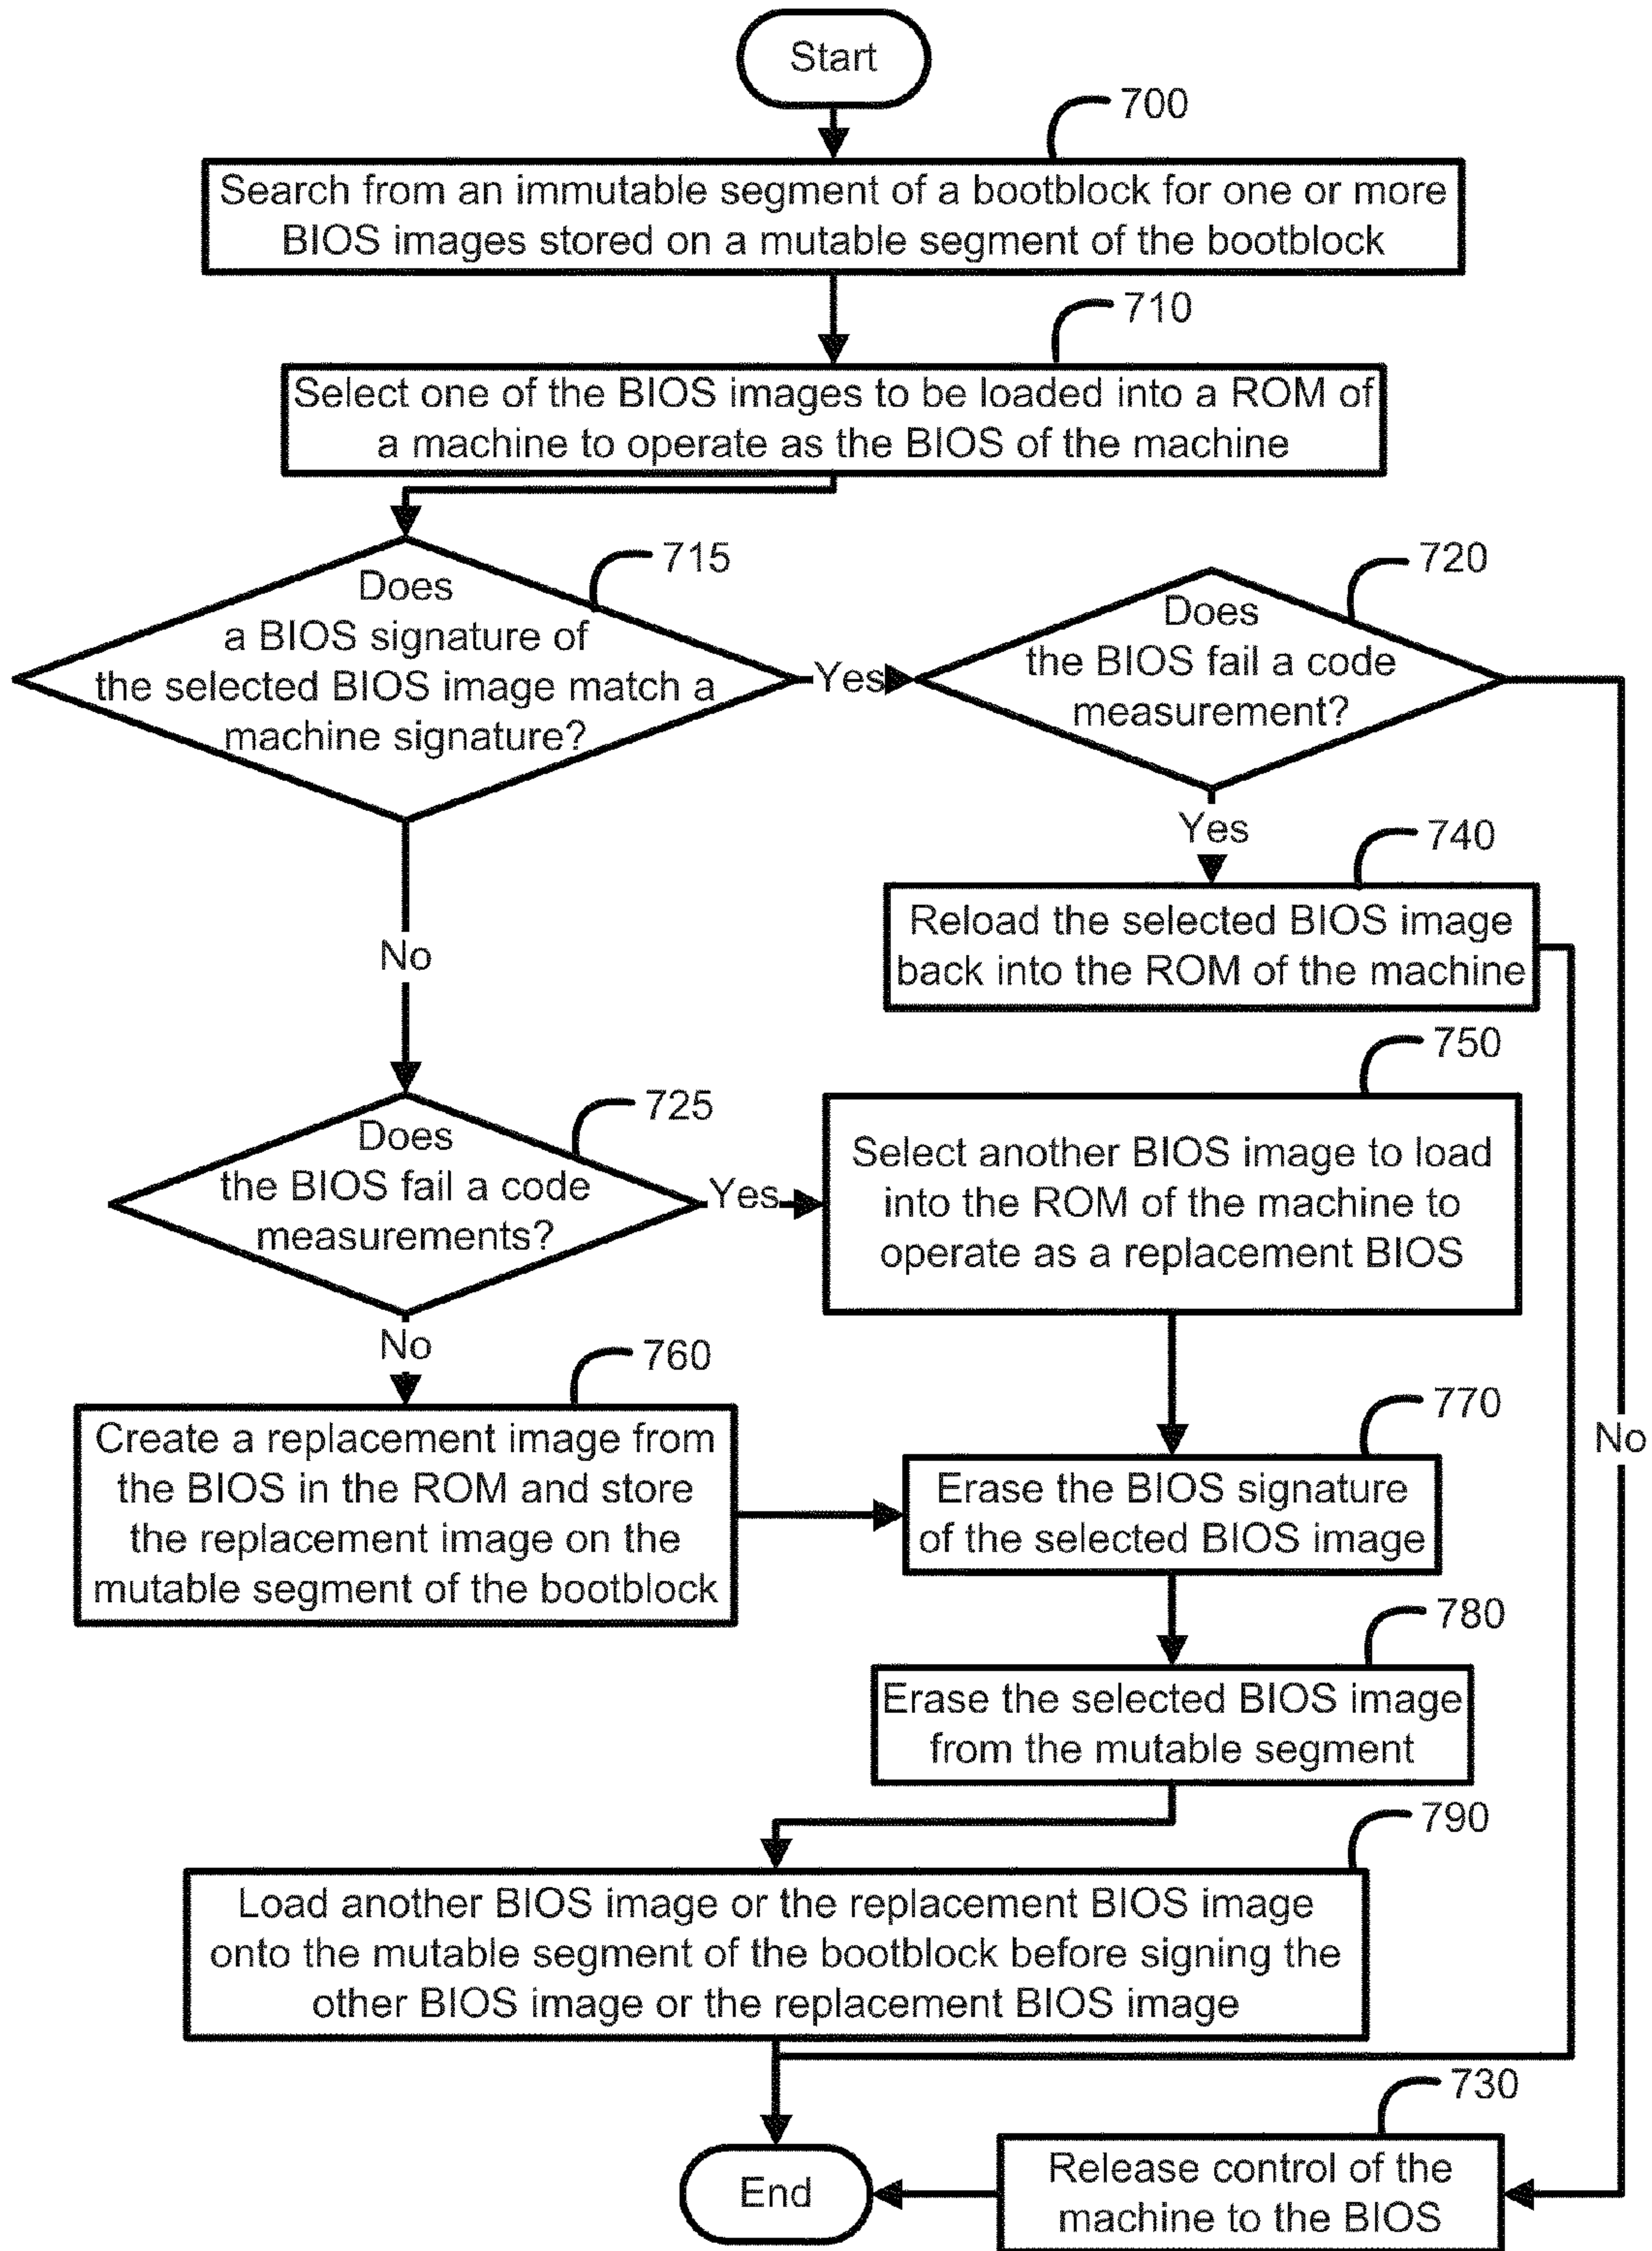 Start
700
Search from an immutable segment of a bootblock for one or more
BIOS images stored on a mutable segment of the bootblock
710
Select one of the BIOS images to be loaded into a ROM of
a machine to operate as the BIOS of the machine
715
Does
a BIOS signature of
the selected BIOS image match a
machine signature?
Yes
720
Does
the BIOS fail a code
measurement?
Yes
740
Reload the selected BIOS image
back into the ROM of the machine
No
725
Does
the BIOS fail a code
measurements?
Yes
750
Select another BIOS image to load
into the ROM of the machine to
operate as a replacement BIOS
No
760
Create a replacement image from
the BIOS in the ROM and store
the replacement image on the
mutable segment of the bootblock
770
Erase the BIOS signature
of the selected BIOS image
No
780
Erase the selected BIOS image
from the mutable segment
790
Load another BIOS image or the replacement BIOS image
onto the mutable segment of the bootblock before signing the
other BIOS image or the replacement BIOS image
730
Release control of the
machine to the BIOS
End